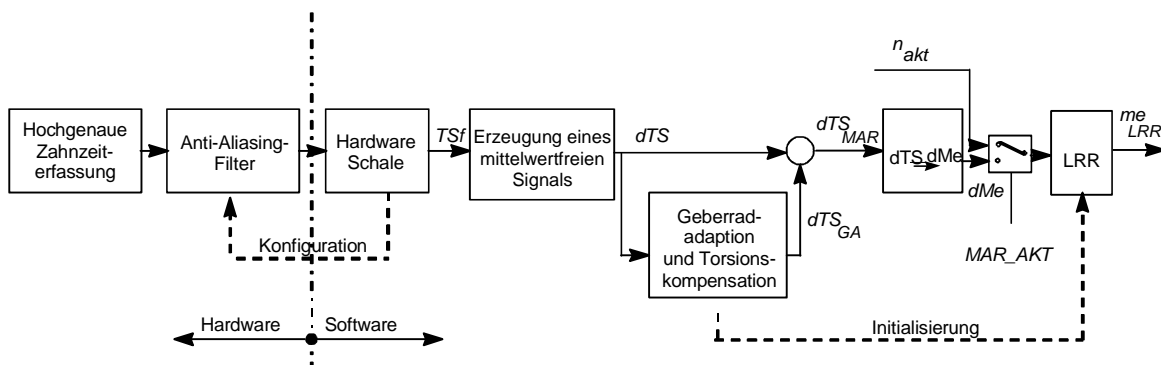 n akt
Hochgenaue
Zahnzeit-
erfassung
Anti-Aliasing-
Filter
Hardware
Schale
TSf
Erzeugung eines
mittelwertfreien
Signals
dTS
dTS MAR
dTS dMe
dMe
LRR
me LRR
Konfiguration
Geberrad-
adaption
und Torsions-
kompensation
dTS GA
MAR_AKT
Hardware
Software
Initialisierung